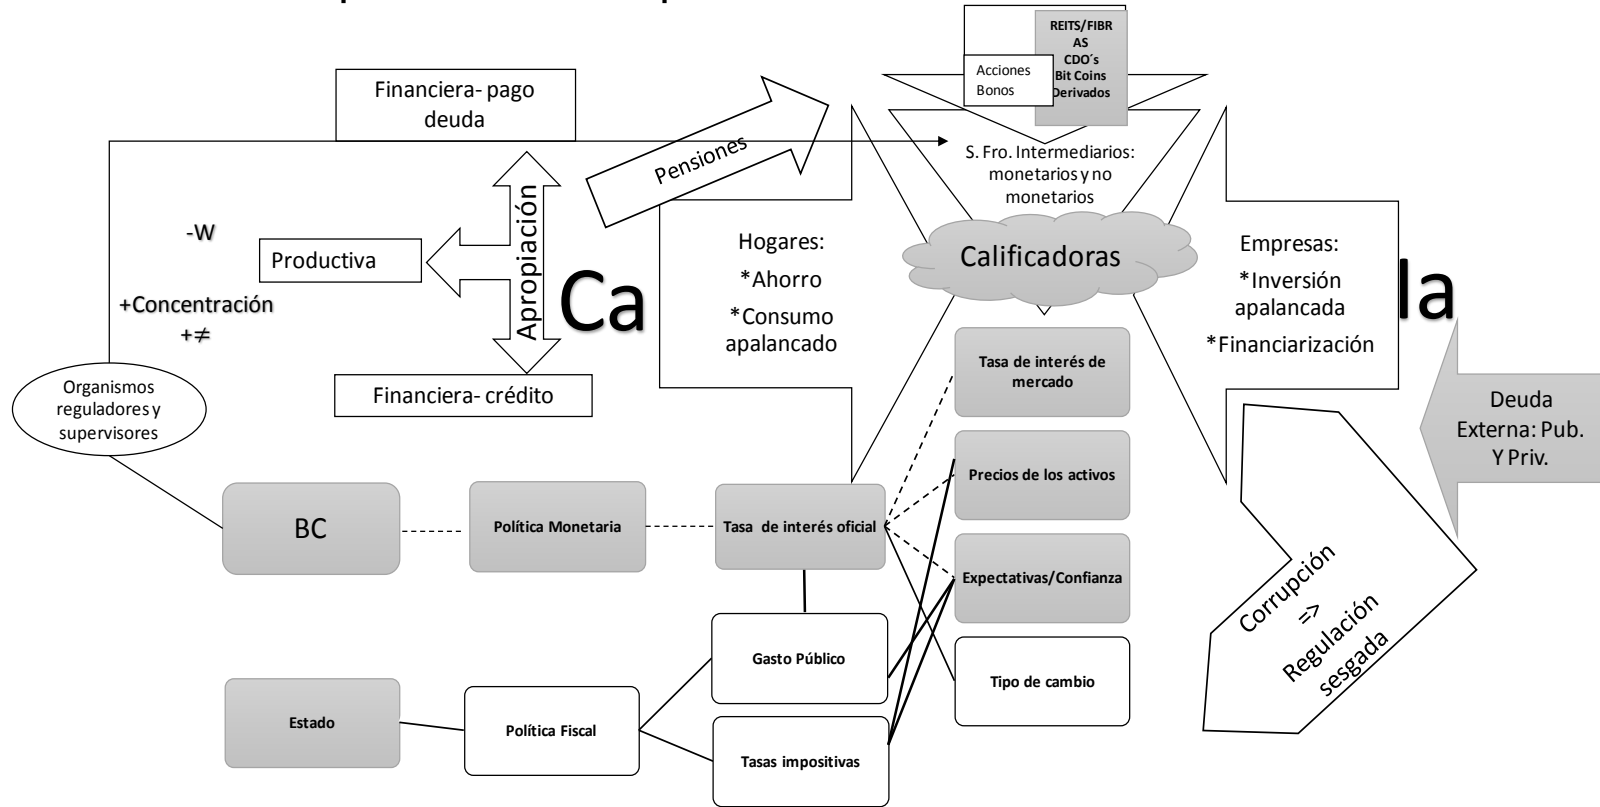 REITS/FIBR
AS
CDO´s
Bit Coins
Derivados
Acciones
Bonos
Financiera- pago
deuda
Pensiones
S. Fro. Intermediarios:
monetarios y no
monetarios
-W
Productiva
Apropiación
+Concentración
+≠
Financiera- crédito
Ca
Hogares:
*Ahorro
*Consumo
apalancado
Calificadoras
Empresas:
*Inversión
apalancada
*Financiarización
la
Organismos
reguladores y
supervisores
Tasa de interés de
mercado
Deuda
Externa: Pub.
Y Priv.
BC
Política Monetaria
Tasa de interés oficial
Precios de los activos
Expectativas/Confianza
Corrupción
=>
Regulación
sesgada
Gasto Público
Tipo de cambio
Estado
Política Fiscal
Tasas impositivas